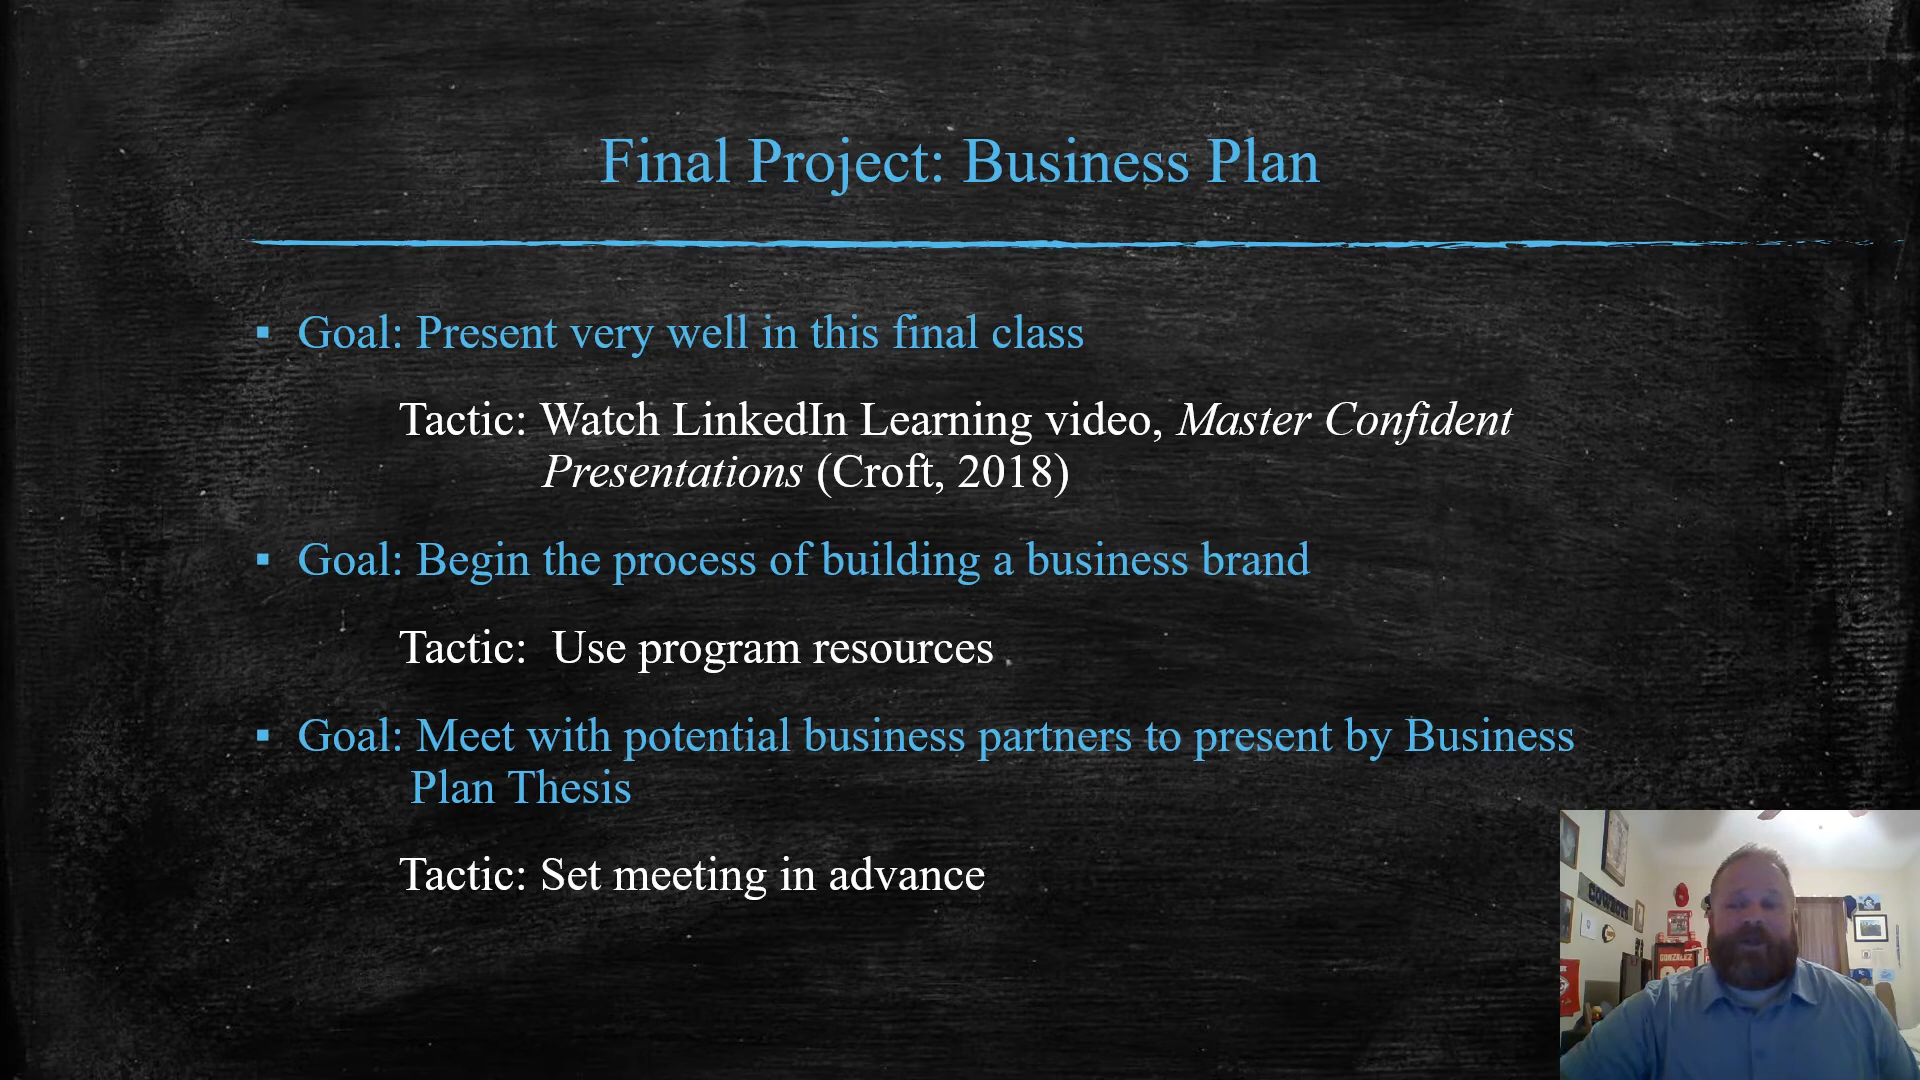 Final Project: Business Plan
▪ Goal: Present very well in this final class
Tactic: Watch LinkedIn Learning video, Master Confident
Presentations (Croft, 2018)
▪ Goal: Begin the process of building a business brand
Tactic:  Use program resources
▪ Goal: Meet with potential business partners to present by Business
Plan Thesis
Tactic: Set meeting in advance
COWBOYS
GONZALEZ